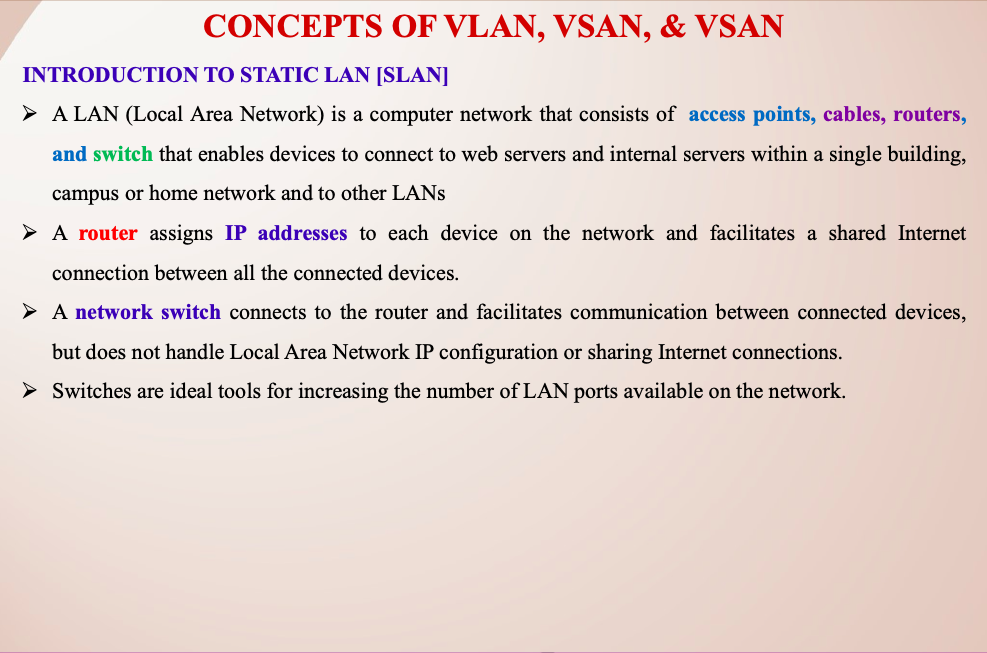 CONCEPTS OF VLAN, VSAN, & VSAN
INTRODUCTION TO STATIC LAN [SLAN]
➢ A LAN (Local Area Network) is a computer network that consists of access points, cables, routers,
and switch that enables devices to connect to web servers and internal servers within a single building,
campus or home network and to other LANs
➢ A router assigns IP addresses to each device on the network and facilitates a shared Internet
connection between all the connected devices.
➢ A network switch connects to the router and facilitates communication between connected devices,
but does not handle Local Area Network IP configuration or sharing Internet connections.
➢ Switches are ideal tools for increasing the number of LAN ports available on the network.